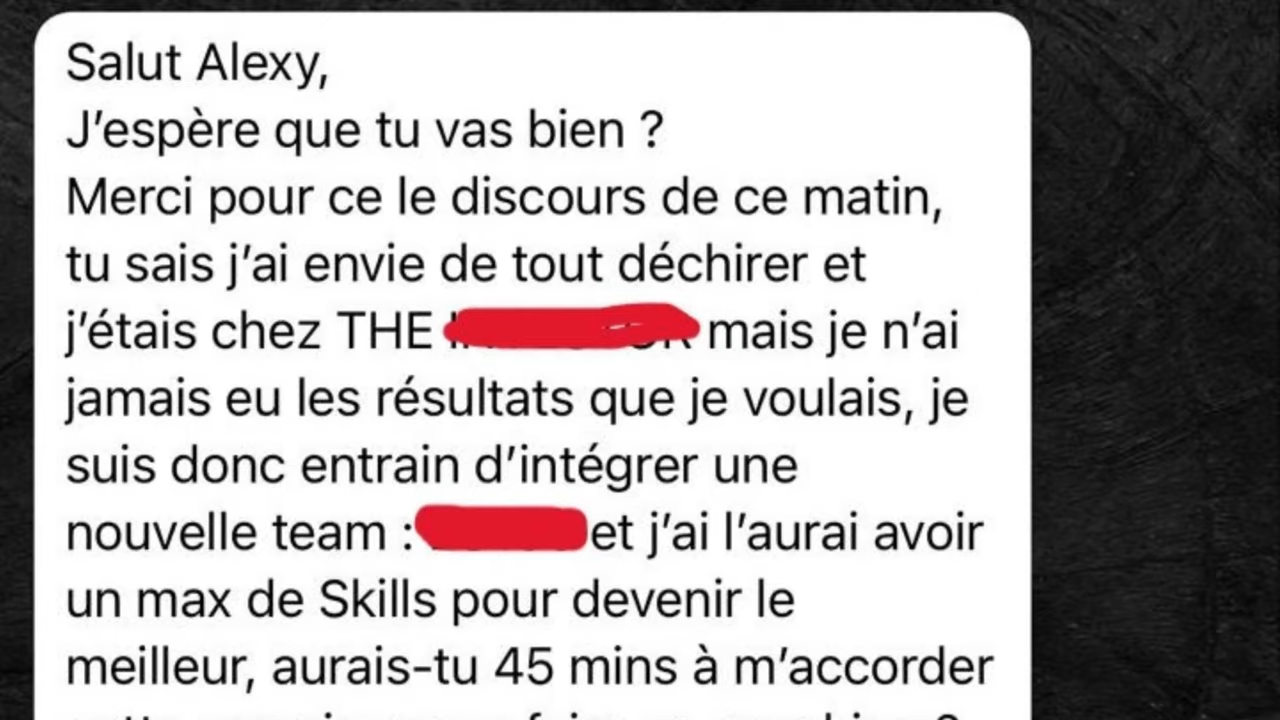 Salut Alexy,
J’espère que tu vas bien ?
Merci pour ce le discours de ce matin,
tu sais j’ai envie de tout déchirer et
j’étais chez THE mais je n’ai
jamais eu les résultats que je voulais, je
suis donc entrain d’intégrer une
nouvelle team : et j’ai l’aurai avoir
un max de Skills pour devenir le
meilleur, aurais-tu 45 mins à m’accorder